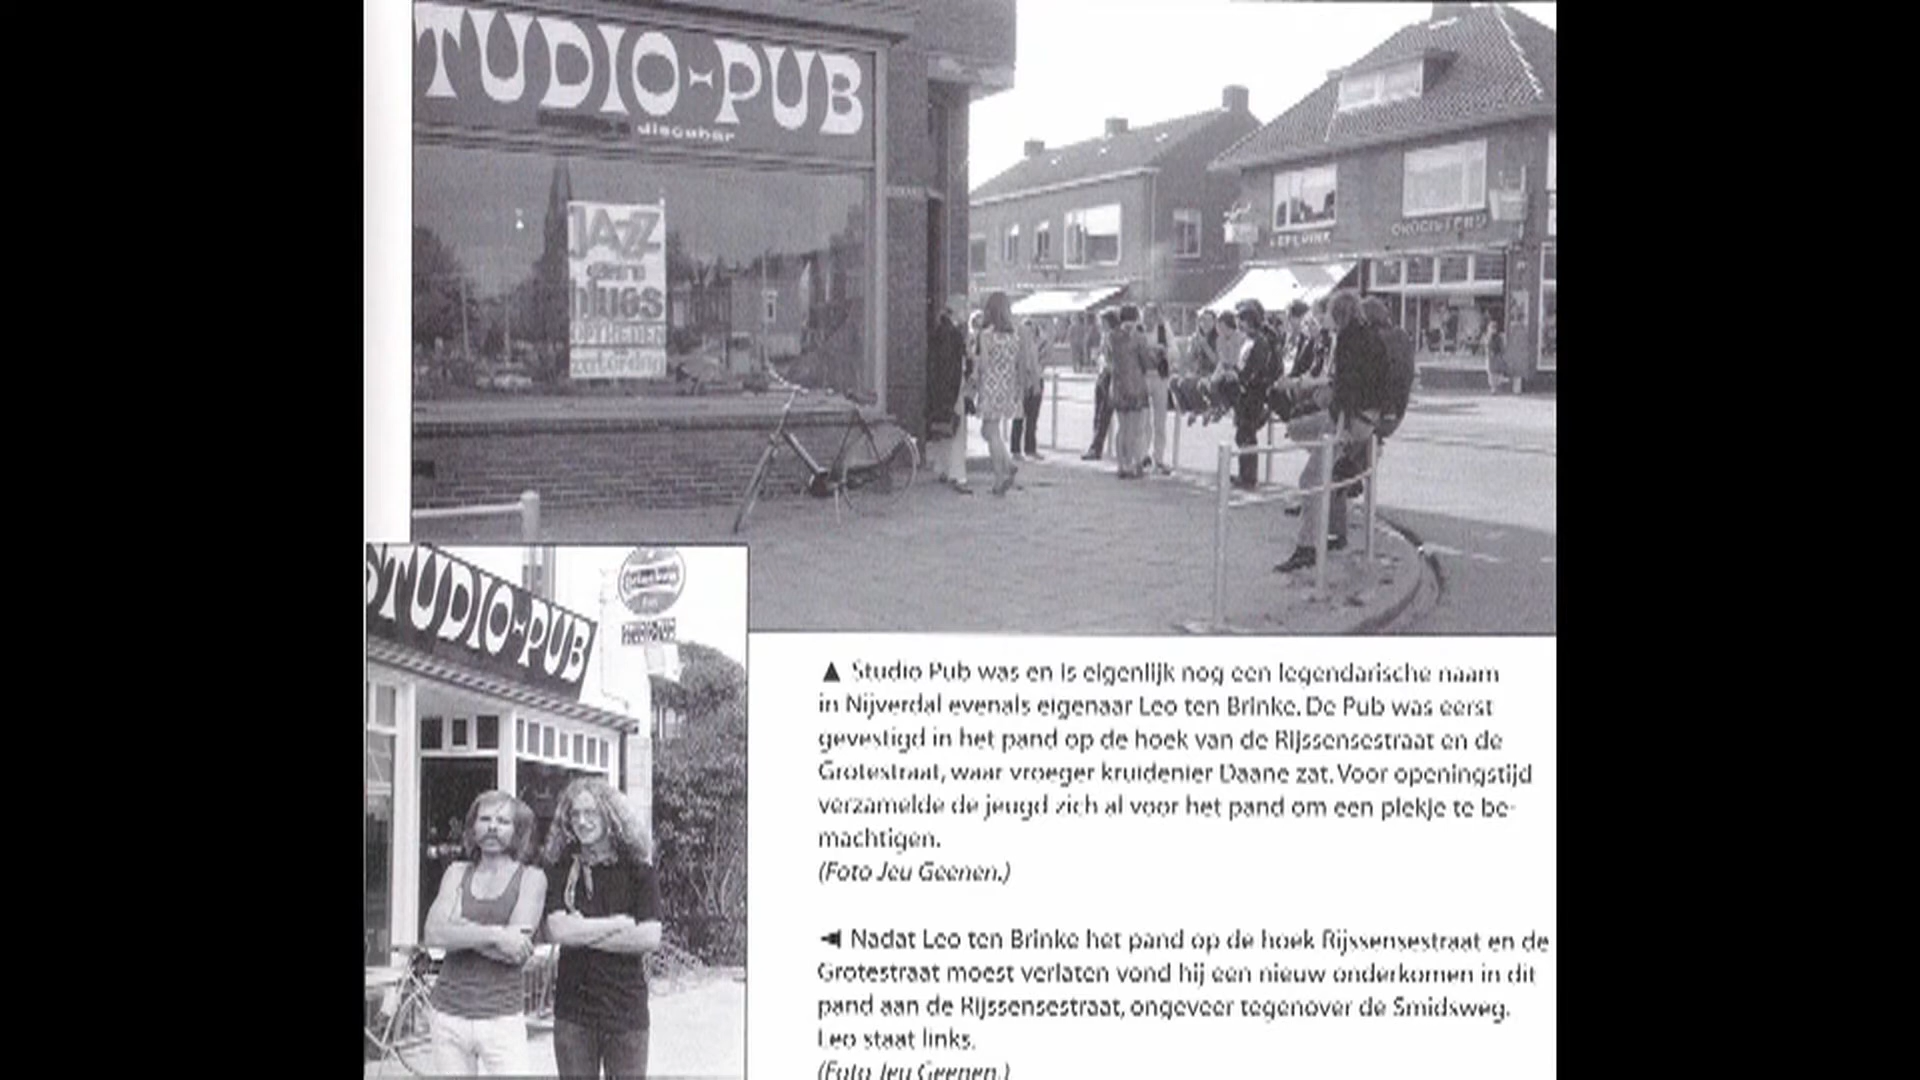 TUDIO-PUB
discobar
JAZZ
blues
OPTREDEN
zaterdag
DROGISTERIJ
STUDIO-PUB
▲ Studio Pub was en is eigenlijk nog een legendarische naam
in Nijverdal evenals eigenaar Leo ten Brinke. De Pub was eerst
gevestigd in het pand op de hoek van de Rijssensestraat en de
Grotestraat, waar vroeger kruidenier Daane zat. Voor openingstijd
verzamelde de jeugd zich al voor het pand om een plekje te be-
machtigen.
(Foto Jeu Geenen.)
◄ Nadat Leo ten Brinke het pand op de hoek Rijssensestraat en de
Grotestraat moest verlaten vond hij een nieuw onderkomen in dit
pand aan de Rijssensestraat, ongeveer tegenover de Smidsweg.
Leo staat links.
(Foto Jeu Geenen.)